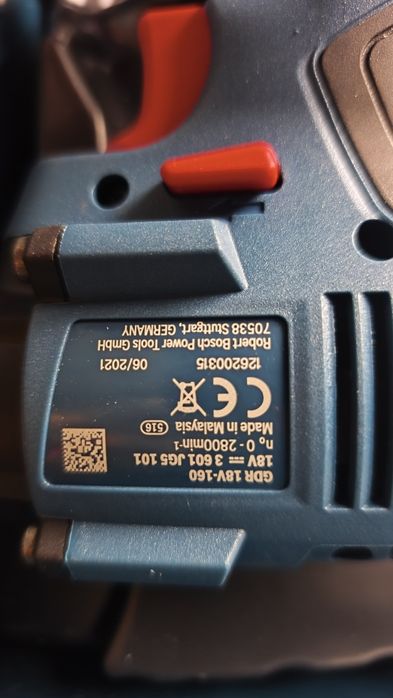 GDR 18V-160
18V ⎓ 3 601 JG5 101
n₀ 0 - 2800min-1
Made in Malaysia (516)
CE
126200315 06/2021
Robert Bosch Power Tools GmbH
70538 Stuttgart, GERMANY